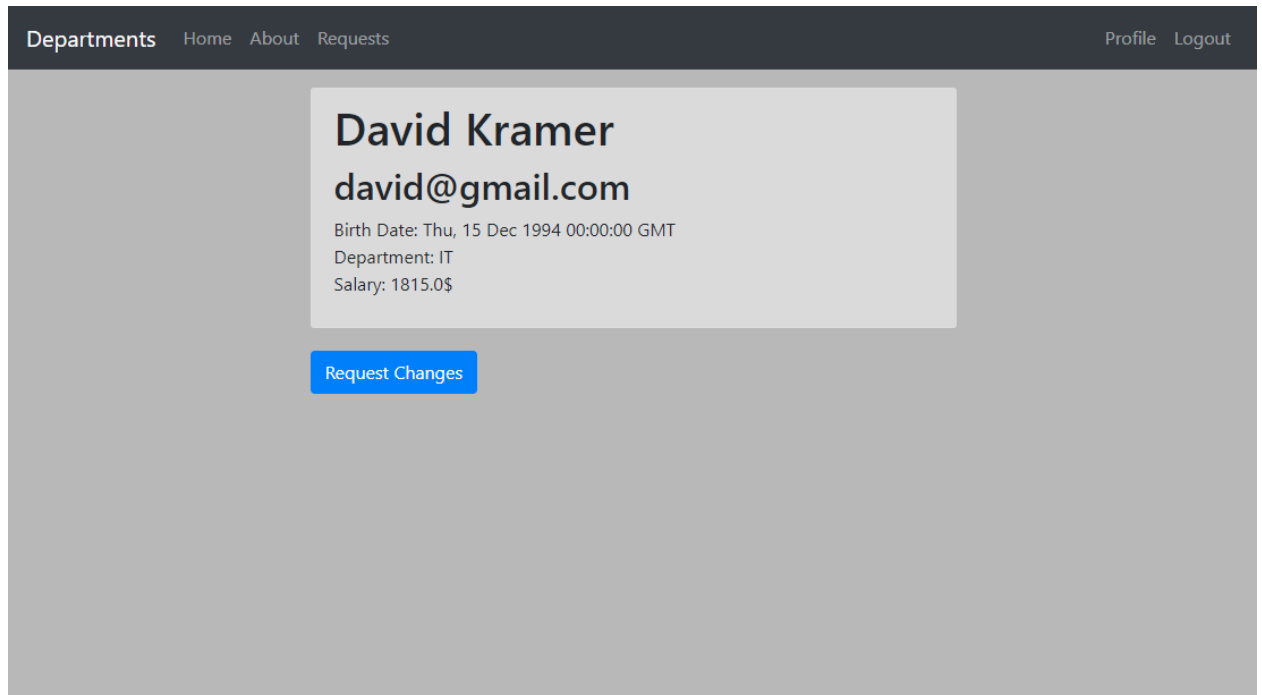 Departments Home About Requests Profile Logout
David Kramer
david@gmail.com
Birth Date: Thu, 15 Dec 1994 00:00:00 GMT
Department: IT
Salary: 1815.0$
Request Changes